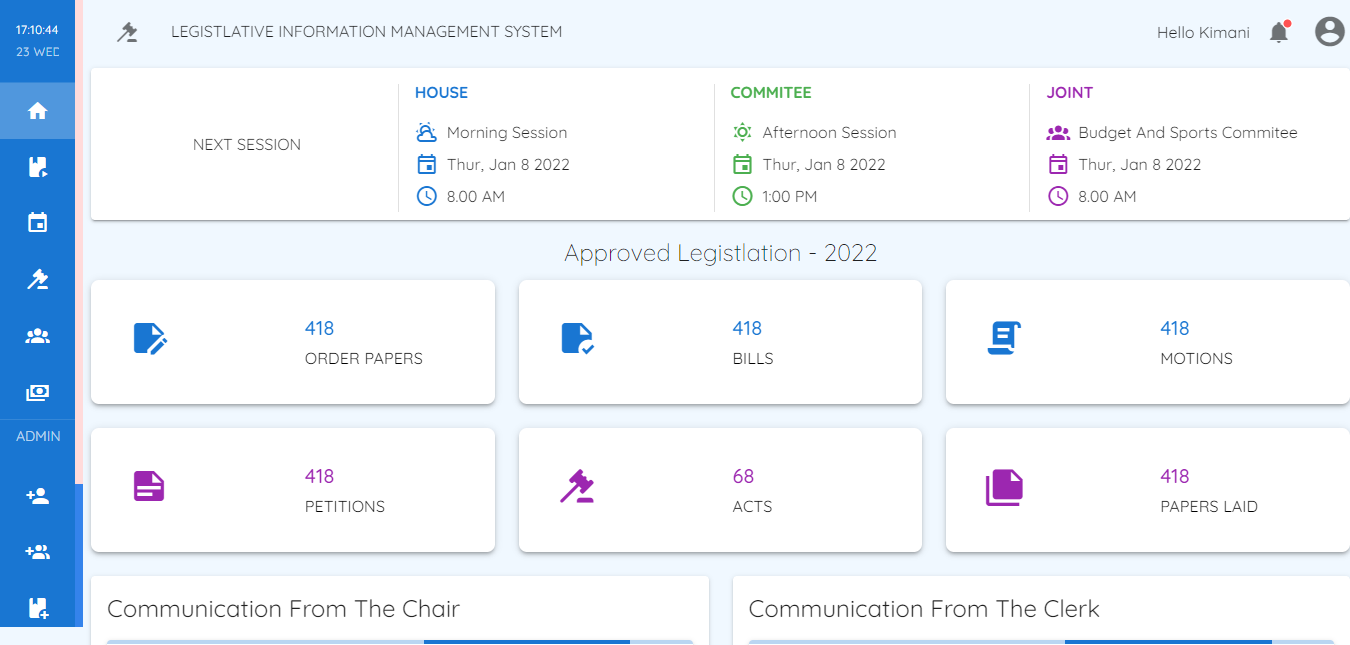 17:10:44
23 WED
LEGISTLATIVE INFORMATION MANAGEMENT SYSTEM
Hello Kimani
NEXT SESSION
HOUSE
Morning Session
Thur, Jan 8 2022
8.00 AM
COMMITEE
Afternoon Session
Thur, Jan 8 2022
1:00 PM
JOINT
Budget And Sports Commitee
Thur, Jan 8 2022
8.00 AM
Approved Legistlation - 2022
418
ORDER PAPERS
418
BILLS
418
MOTIONS
ADMIN
418
PETITIONS
68
ACTS
418
PAPERS LAID
Communication From The Chair
Communication From The Clerk